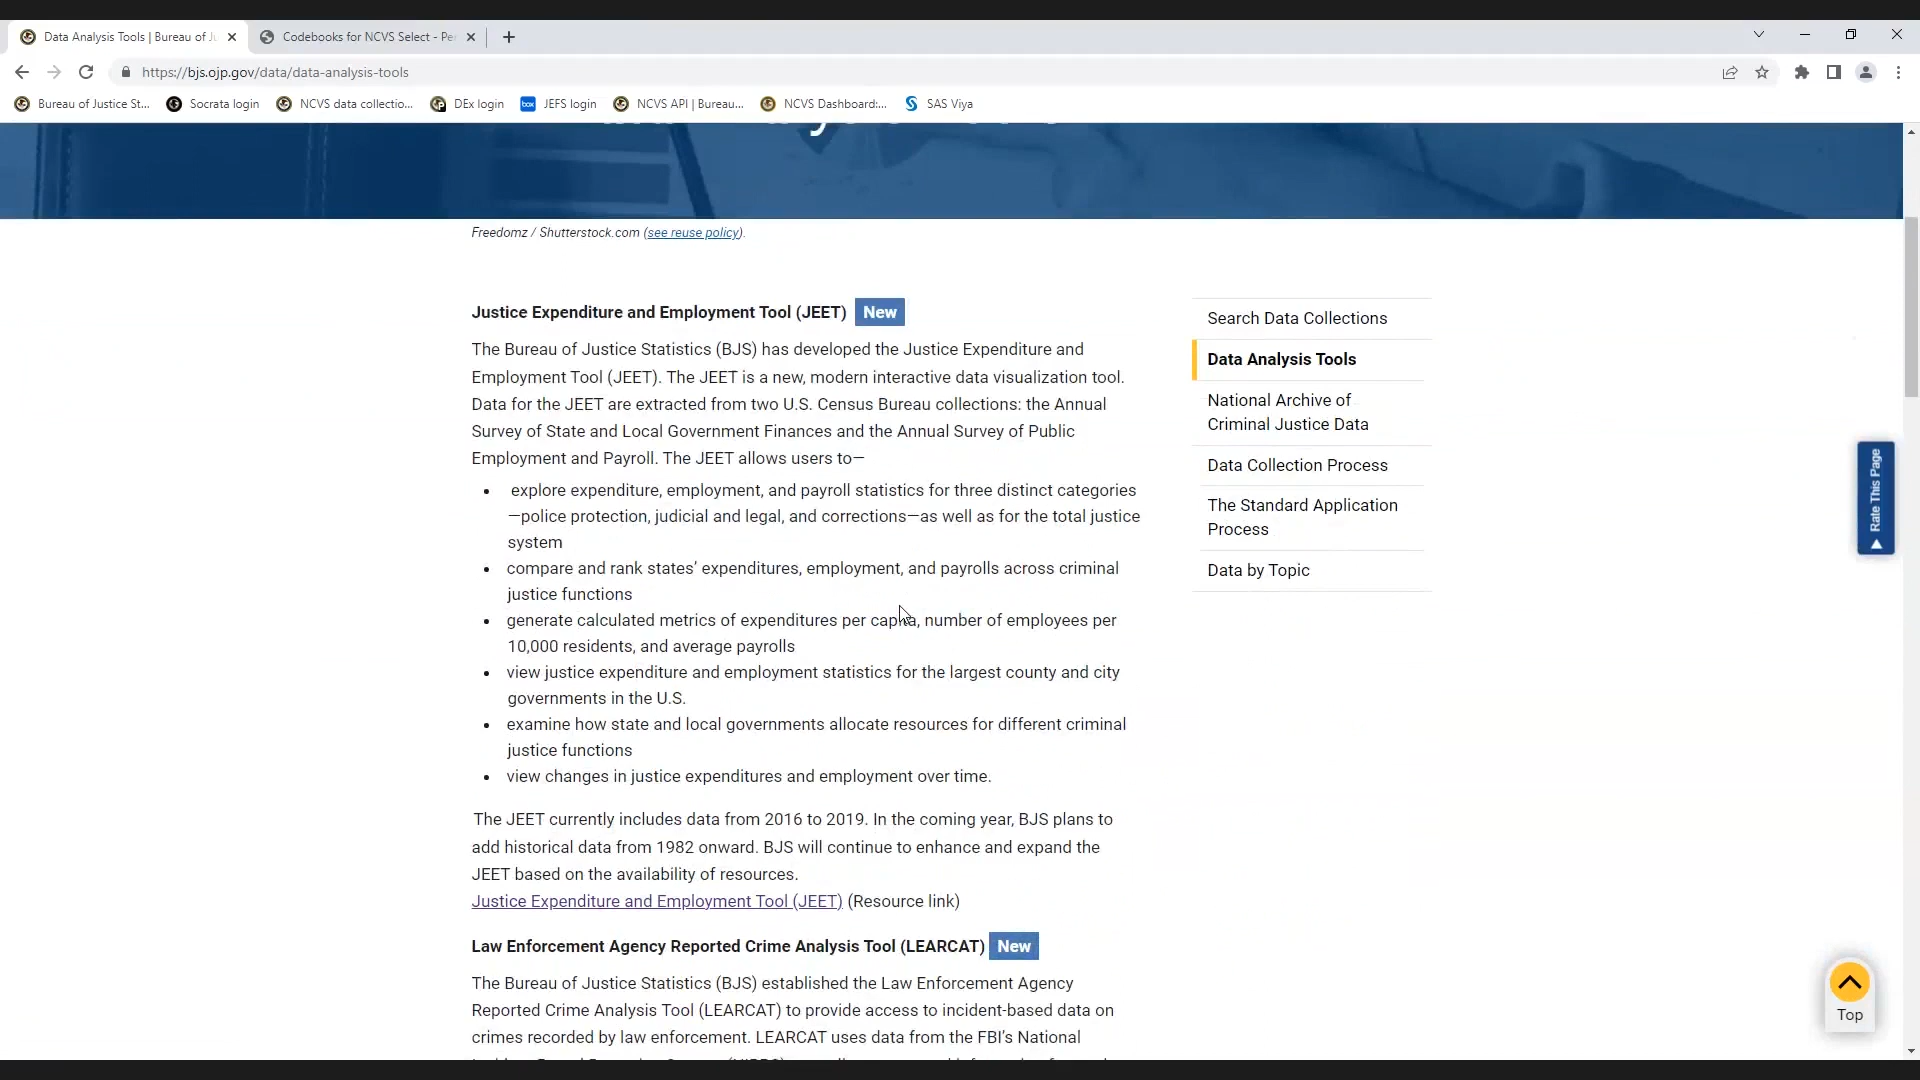 Data Analysis Tools | Bureau of Ju
Codebooks for NCVS Select - Per
https://bjs.ojp.gov/data/data-analysis-tools
Bureau of Justice St...
Socrata login
NCVS data collectio...
DEx login
box
JEFS login
NCVS API | Bureau...
NCVS Dashboard:...
SAS Viya
Freedomz / Shutterstock.com (see reuse policy).
Justice Expenditure and Employment Tool (JEET) New
The Bureau of Justice Statistics (BJS) has developed the Justice Expenditure and
Employment Tool (JEET). The JEET is a new, modern interactive data visualization tool.
Data for the JEET are extracted from two U.S. Census Bureau collections: the Annual
Survey of State and Local Government Finances and the Annual Survey of Public
Employment and Payroll. The JEET allows users to—
explore expenditure, employment, and payroll statistics for three distinct categories
—police protection, judicial and legal, and corrections—as well as for the total justice
system
compare and rank states' expenditures, employment, and payrolls across criminal
justice functions
generate calculated metrics of expenditures per capita, number of employees per
10,000 residents, and average payrolls
view justice expenditure and employment statistics for the largest county and city
governments in the U.S.
examine how state and local governments allocate resources for different criminal
justice functions
view changes in justice expenditures and employment over time.
The JEET currently includes data from 2016 to 2019. In the coming year, BJS plans to
add historical data from 1982 onward. BJS will continue to enhance and expand the
JEET based on the availability of resources.
Justice Expenditure and Employment Tool (JEET) (Resource link)
Law Enforcement Agency Reported Crime Analysis Tool (LEARCAT) New
The Bureau of Justice Statistics (BJS) established the Law Enforcement Agency
Reported Crime Analysis Tool (LEARCAT) to provide access to incident-based data on
crimes recorded by law enforcement. LEARCAT uses data from the FBI's National
Search Data Collections
Data Analysis Tools
National Archive of
Criminal Justice Data
Data Collection Process
The Standard Application
Process
Data by Topic
Rate This Page
Top